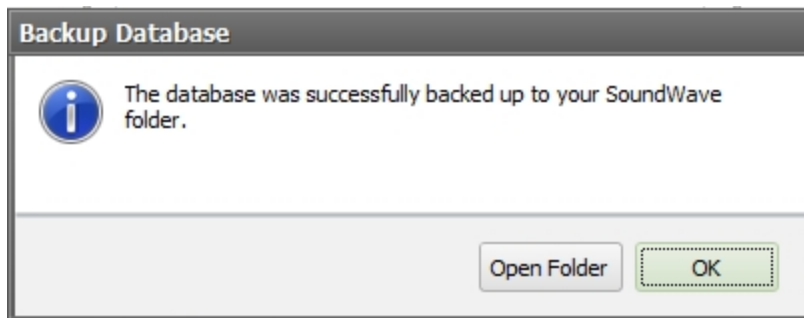 Backup Database
The database was successfully backed up to your SoundWave
folder.
Open Folder
OK